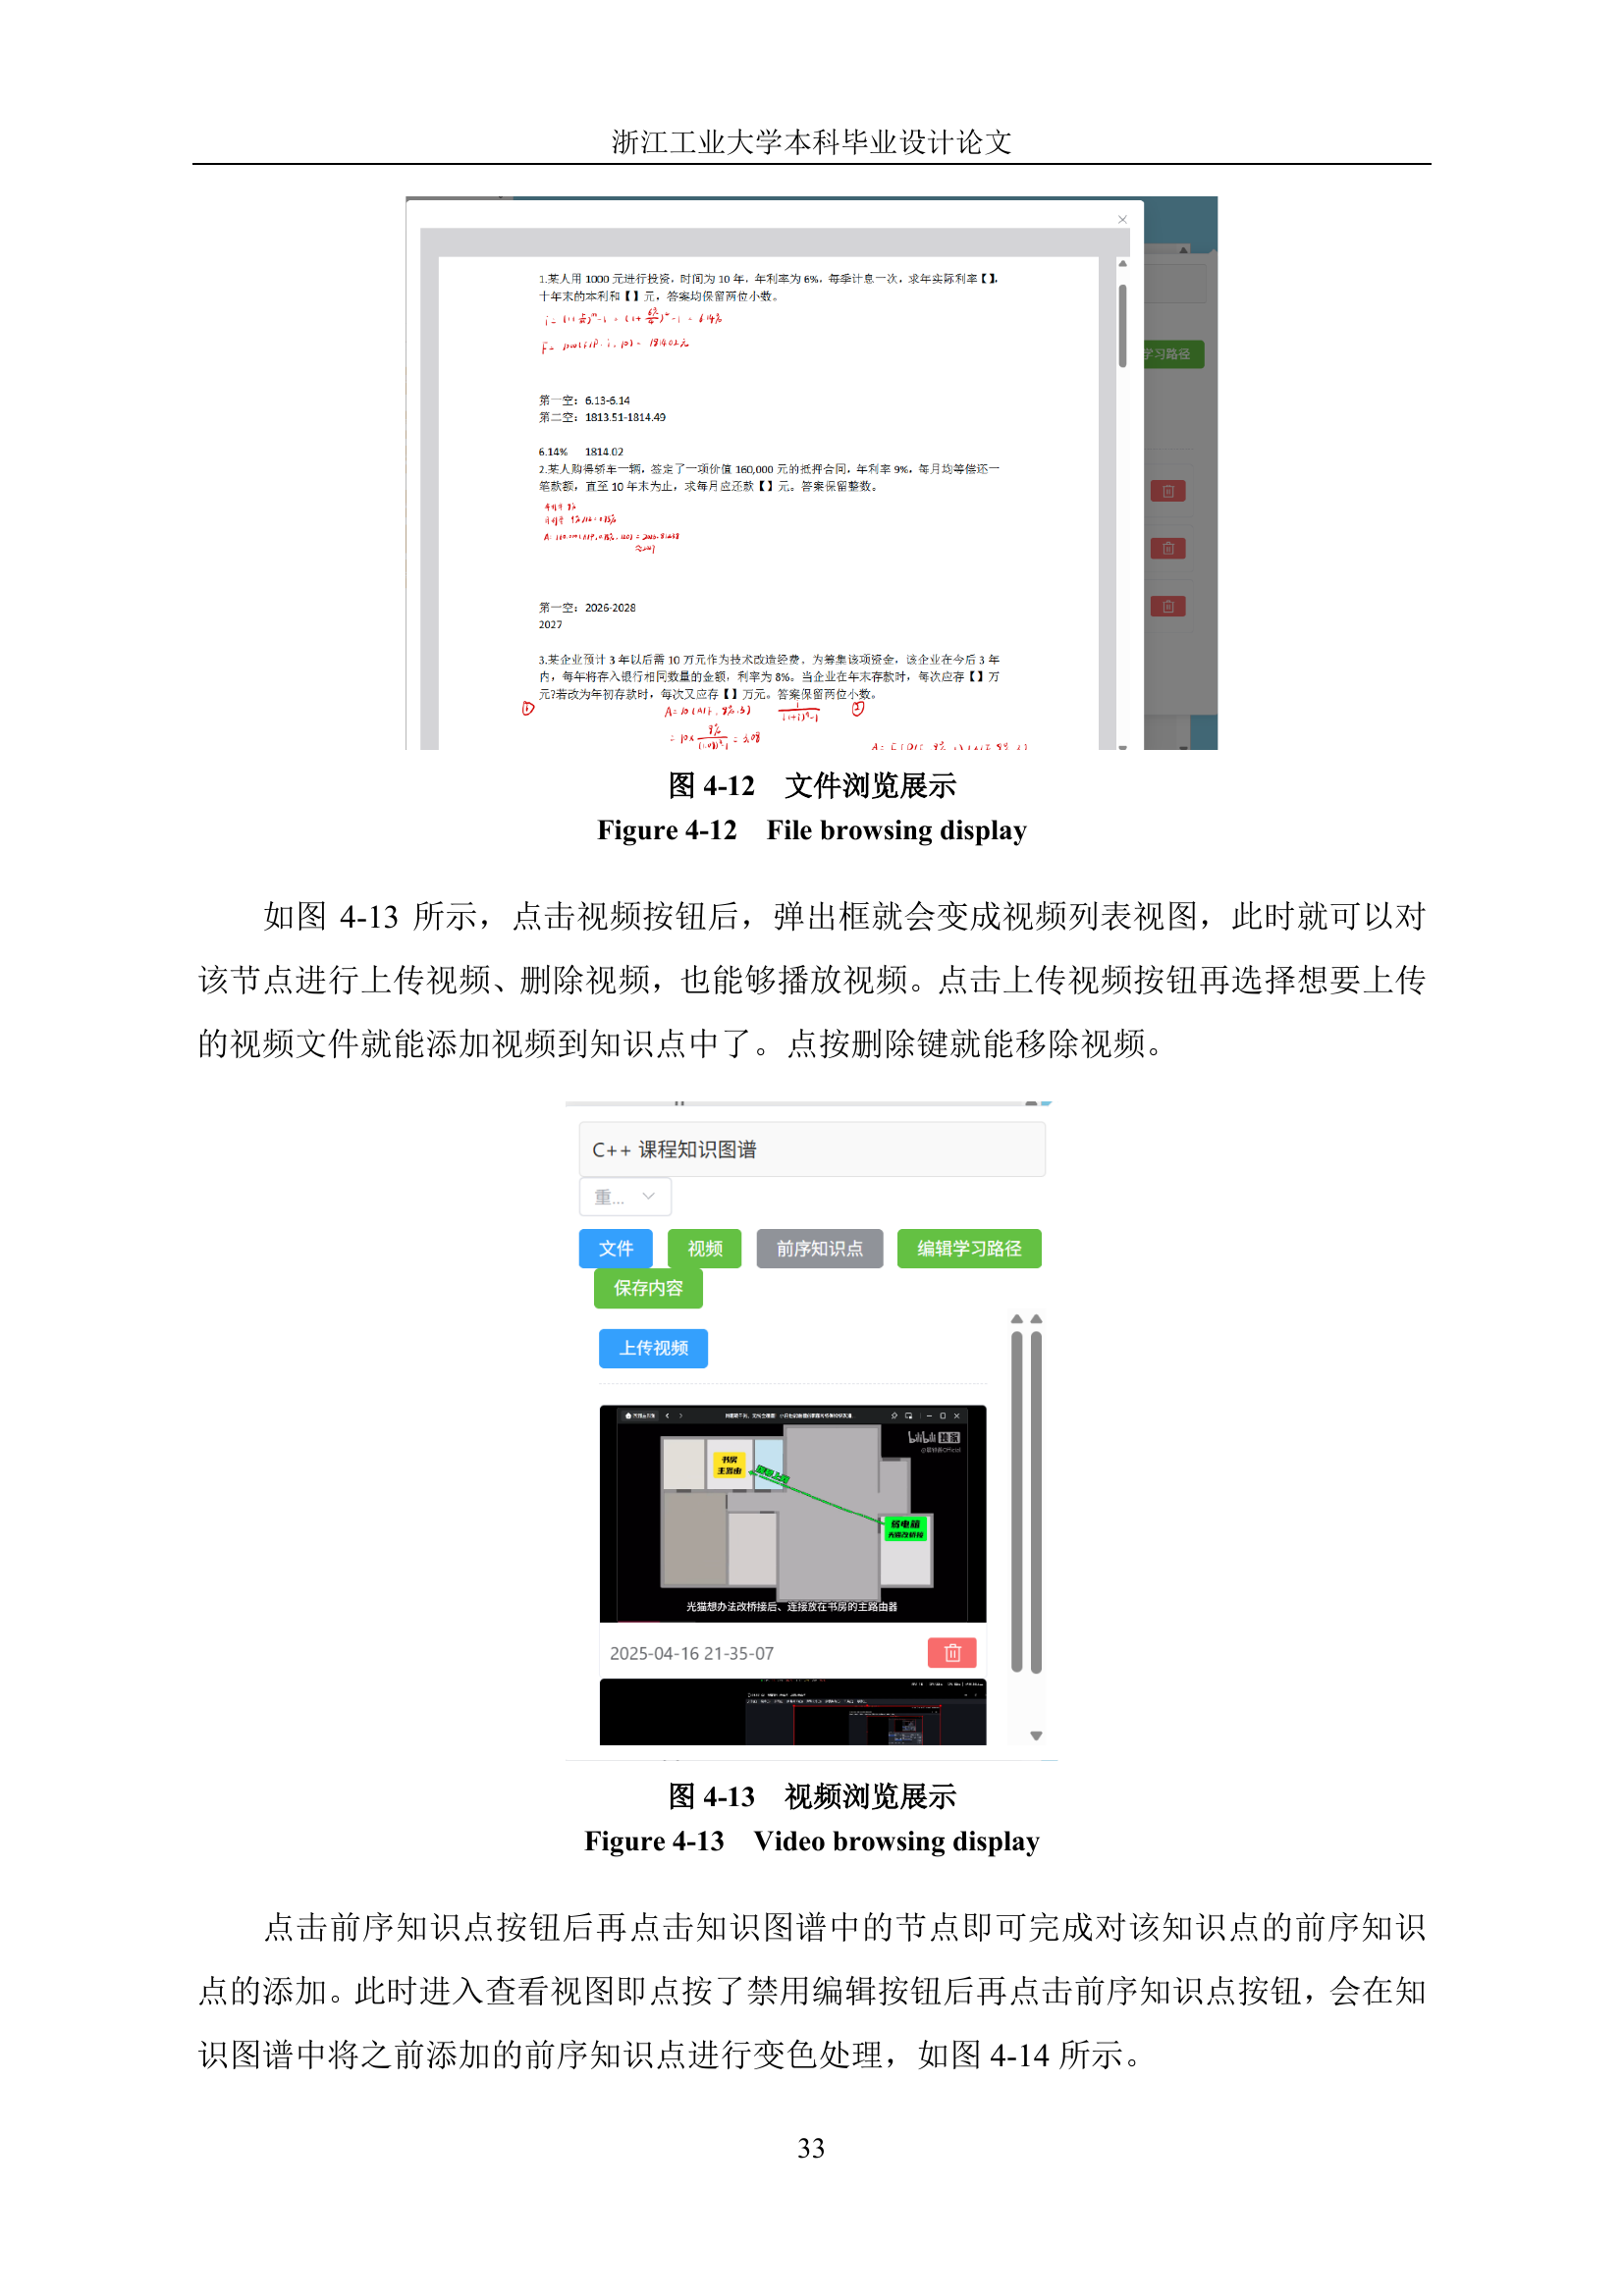 浙江工业大学本科毕业设计论文
1.某人用 1000 元进行投资，时间为 10 年，年利率为 6%，每季计息一次，求年实际利率【】，
十年末的本利和【】元，答案均保留两位小数。
第一空：6.13-6.14
第二空：1813.51-1814.49
6.14% 1814.02
2.某人购得轿车一辆，签定了一项价值 160,000 元的抵押合同，年利率 9%，每月均等偿还一
笔款额，直至 10 年末为止，求每月应还款【】元。答案保留整数。
第一空：2026-2028
2027
3.某企业预计 3 年以后需 10 万元作为技术改造经费，为筹集该项资金，该企业在今后 3 年
内，每年将存入银行相同数量的金额，利率为 8%。当企业在年末存款时，每次应存【】万
元?若改为年初存款时，每次又应存【】万元。答案保留两位小数。
学习路径
图 4-12 文件浏览展示
Figure 4-12 File browsing display
如图 4-13 所示，点击视频按钮后，弹出框就会变成视频列表视图，此时就可以对
该节点进行上传视频、删除视频，也能够播放视频。点击上传视频按钮再选择想要上传
的视频文件就能添加视频到知识点中了。点按删除键就能移除视频。
C++ 课程知识图谱
重...
文件 视频 前序知识点 编辑学习路径
保存内容
上传视频
bilibili 独家
书房
主路由
弱电箱
光猫改桥接
光猫想办法改桥接后、连接放在书房的主路由器
2025-04-16 21-35-07
图 4-13 视频浏览展示
Figure 4-13 Video browsing display
点击前序知识点按钮后再点击知识图谱中的节点即可完成对该知识点的前序知识
点的添加。此时进入查看视图即点按了禁用编辑按钮后再点击前序知识点按钮，会在知
识图谱中将之前添加的前序知识点进行变色处理，如图 4-14 所示。
33